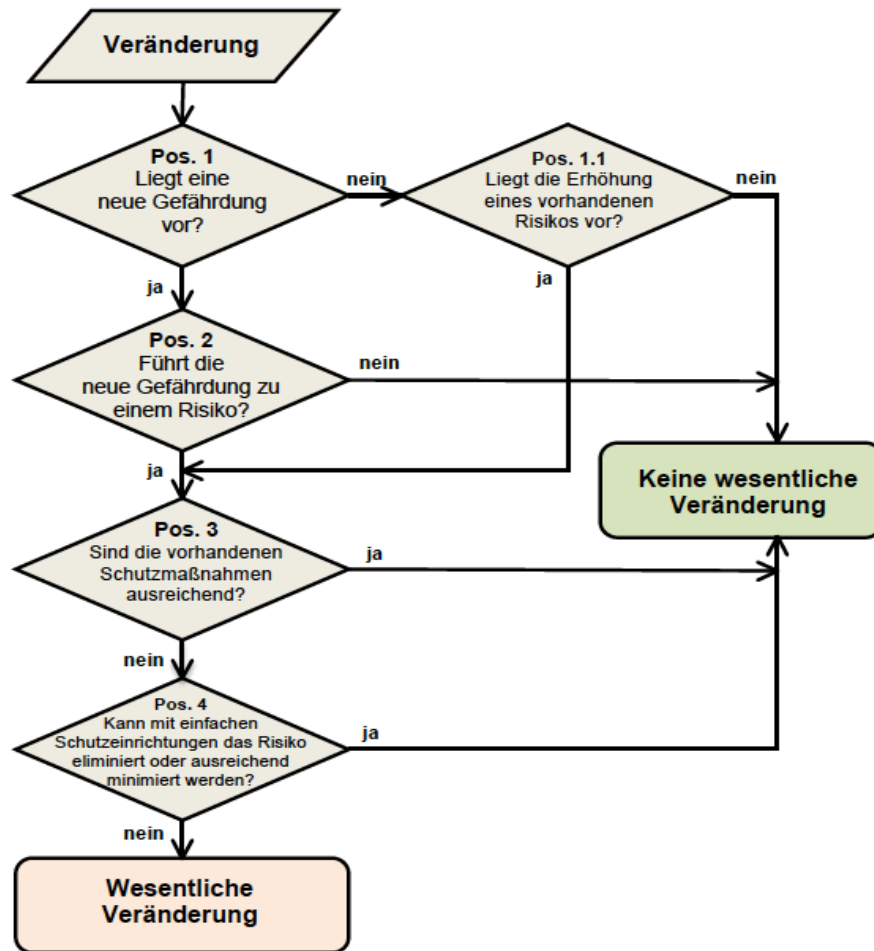 Veränderung
Pos. 1
Liegt eine
neue Gefährdung
vor?
nein
Pos. 1.1
Liegt die Erhöhung
eines vorhandenen
Risikos vor?
nein
ja
ja
Pos. 2
Führt die
neue Gefährdung zu
einem Risiko?
nein
ja
Keine wesentliche
Veränderung
Pos. 3
Sind die vorhandenen
Schutzmaßnahmen
ausreichend?
ja
nein
Pos. 4
Kann mit einfachen
Schutzeinrichtungen das Risiko
eliminiert oder ausreichend
minimiert werden?
ja
nein
Wesentliche
Veränderung